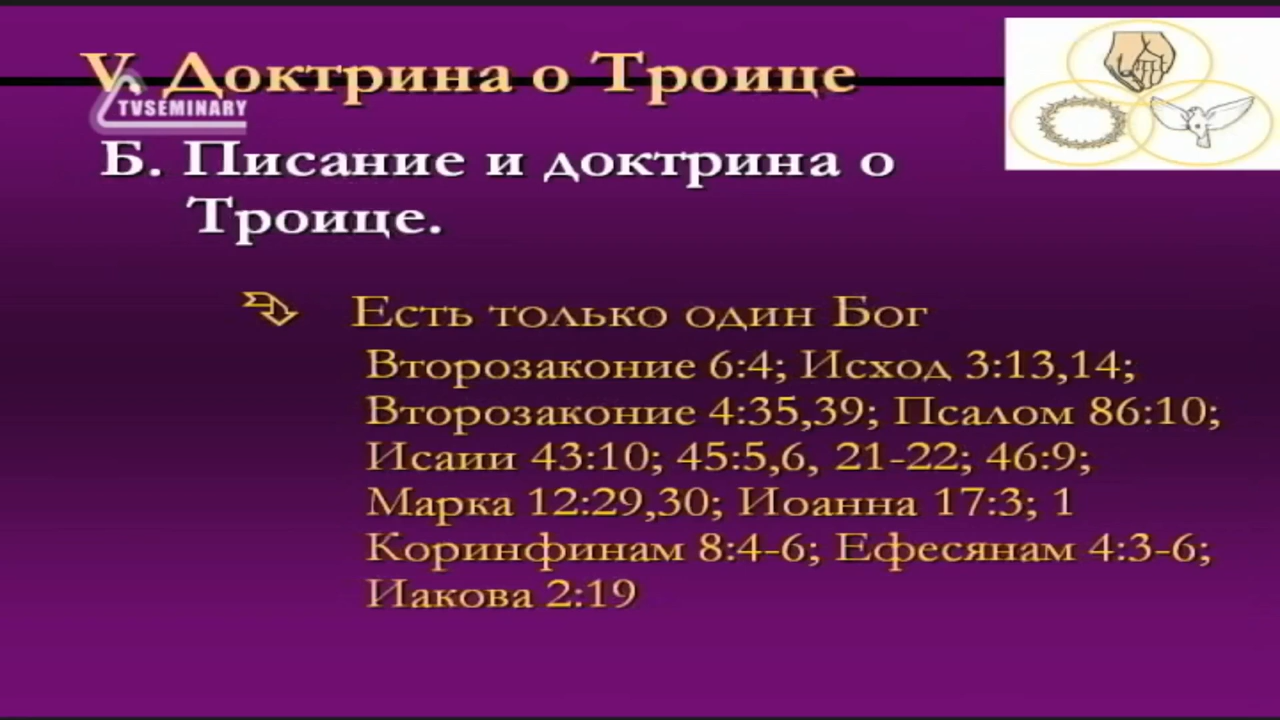 V. Доктрина о Троице
TVSEMINARY
Б. Писание и доктрина о
Троице.
Есть только один Бог
Второзаконие 6:4; Исход 3:13,14;
Второзаконие 4:35,39; Псалом 86:10;
Исаии 43:10; 45:5,6, 21-22; 46:9;
Марка 12:29,30; Иоанна 17:3; 1
Коринфинам 8:4-6; Ефесянам 4:3-6;
Иакова 2:19